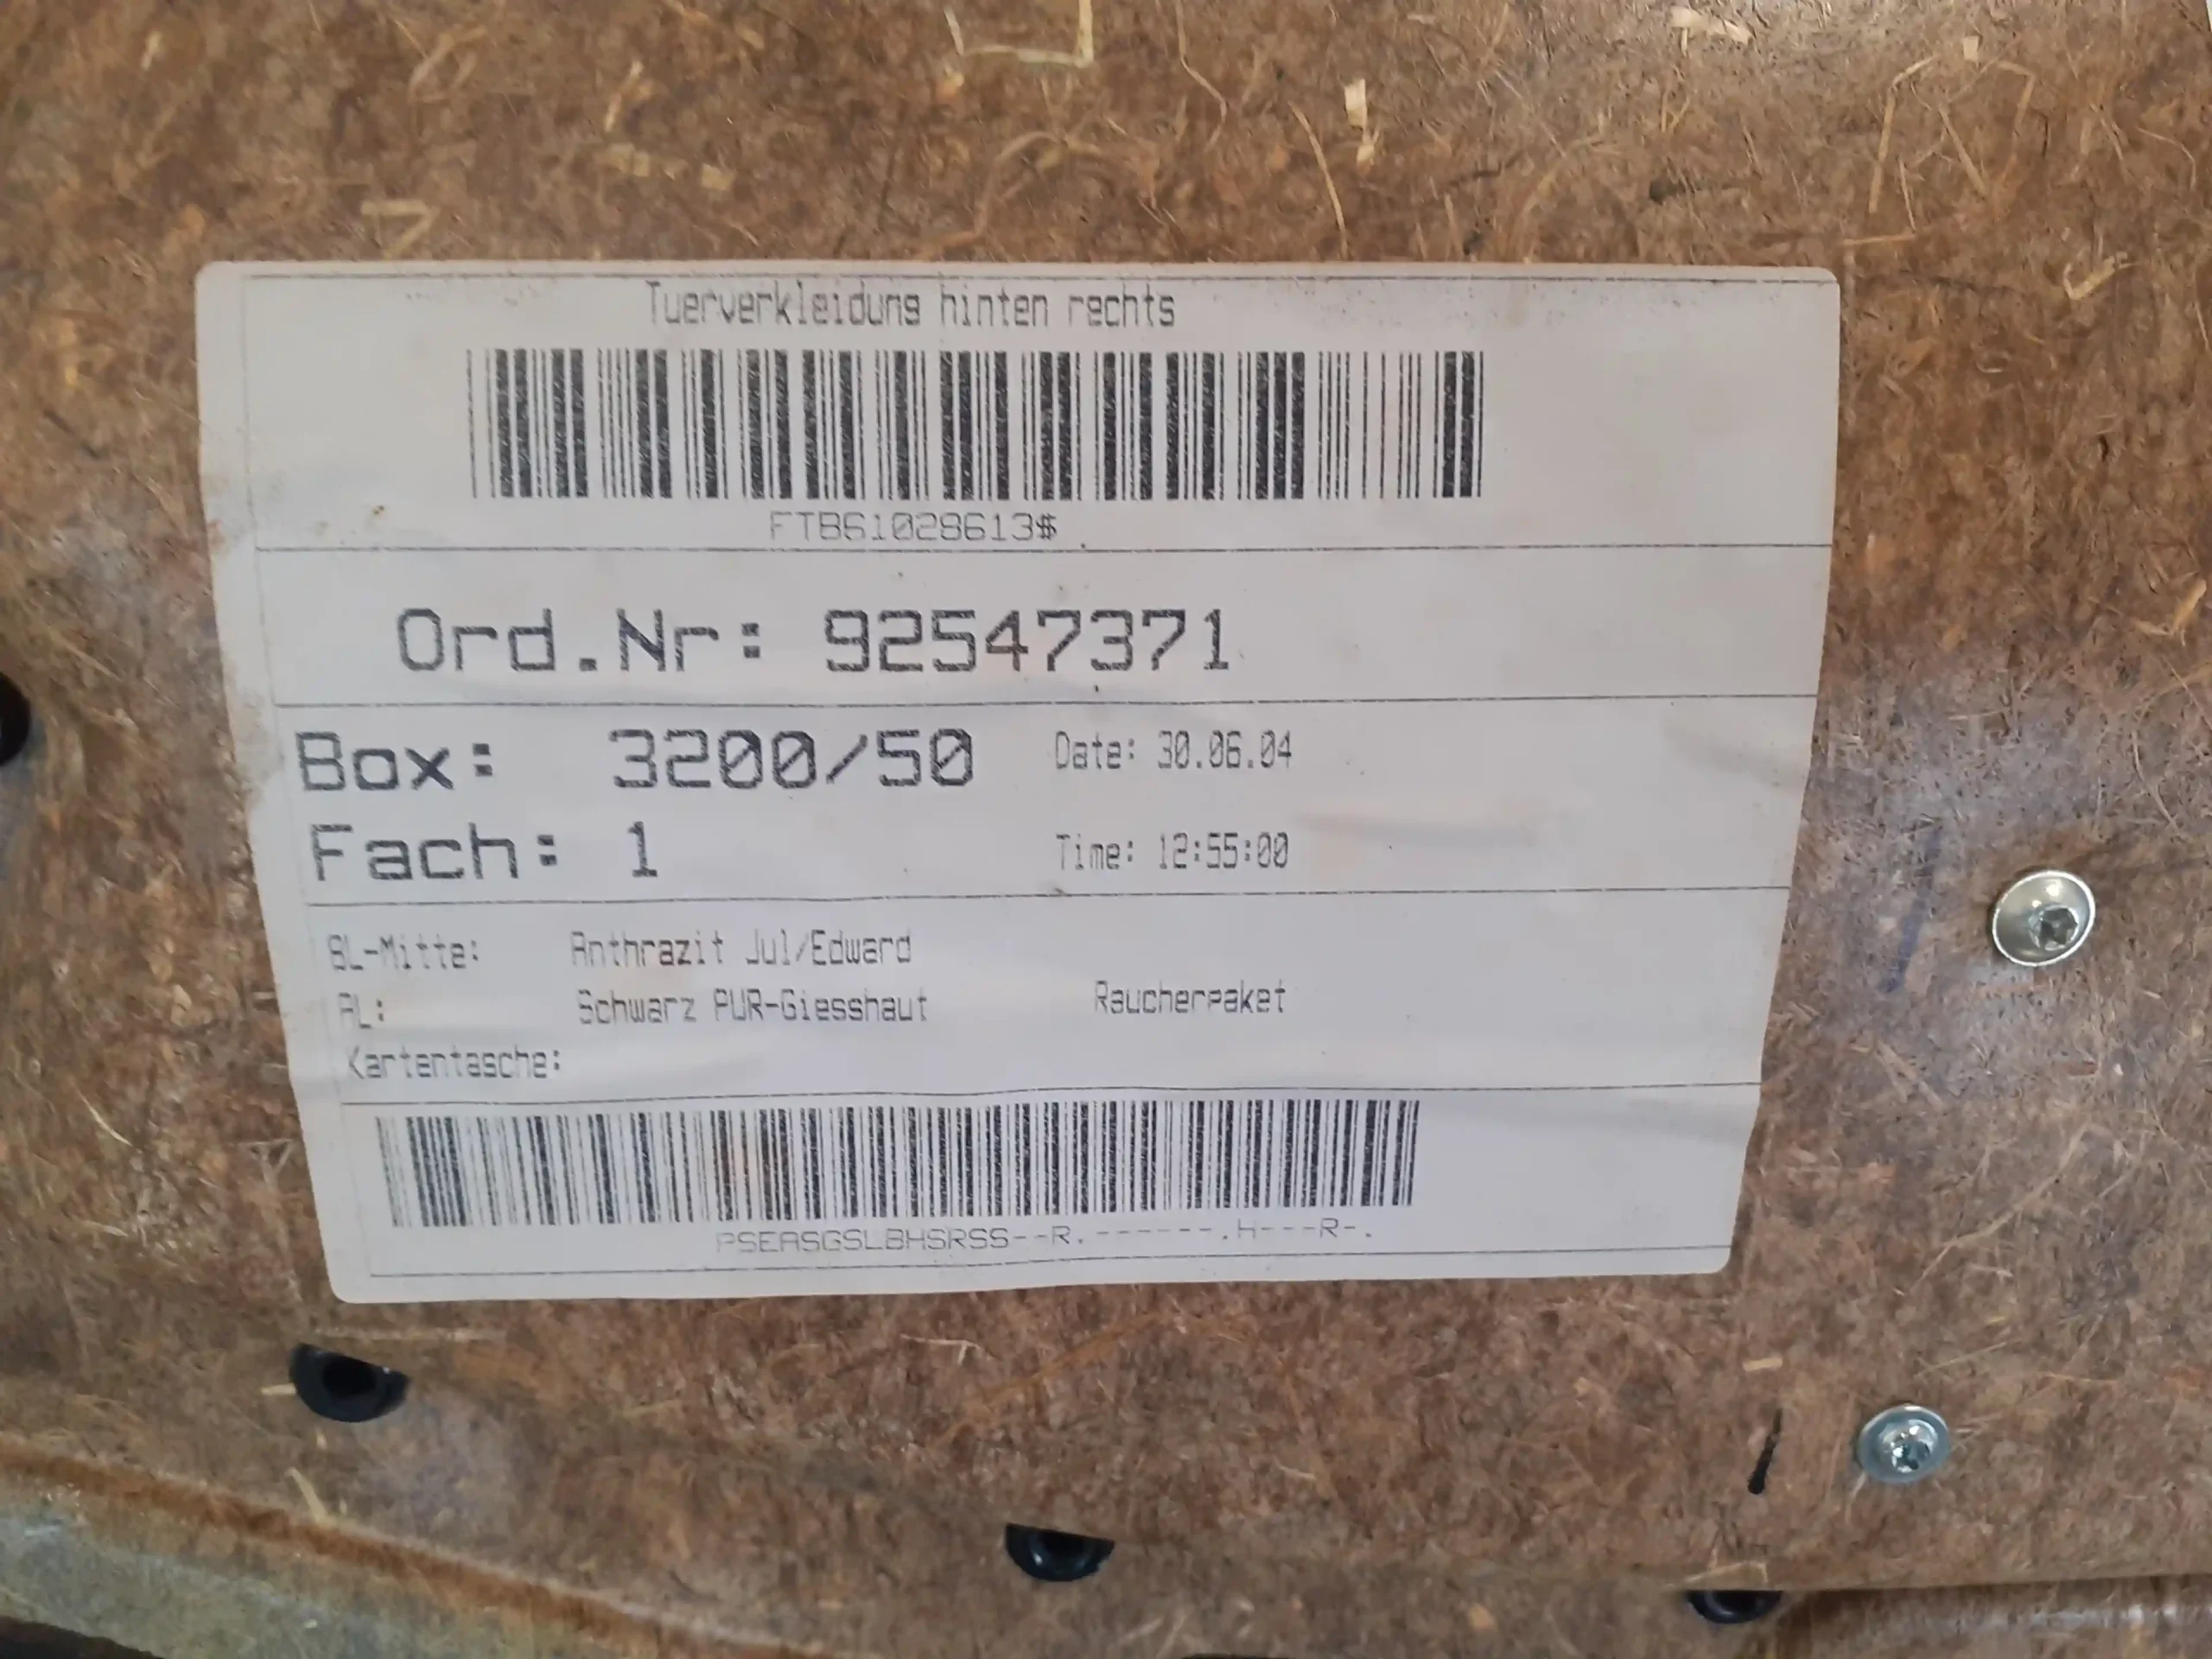 Tuerverkleidung hinten rechts
FTB61028613$
Ord.Nr: 92547371
Box: 3200/50 Date: 30.06.04
Fach: 1 Time: 12:55:00
BL-Mitte: Anthrazit Jul/Edward
AL: Schwarz PUR-Giesshaut Raucherpaket
Kartentasche:
PSEASGSLBHSRSS--R.------.H---R-.